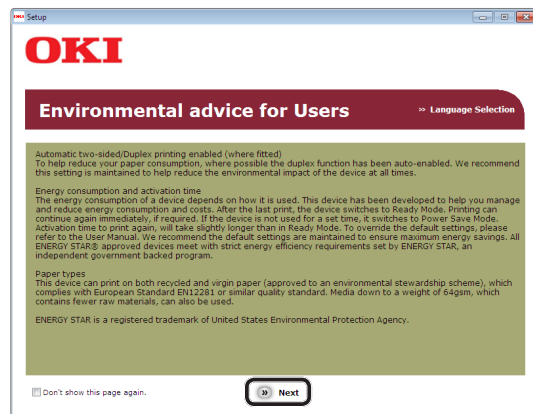 OKI Setup
OKI
Environmental advice for Users
» Language Selection
Automatic two-sided/Duplex printing enabled (where fitted)
To help reduce your paper consumption, where possible the duplex function has been auto-enabled. We recommend
this setting is maintained to help reduce the environmental impact of the device at all times.
Energy consumption and activation time
The energy consumption of a device depends on how it is used. This device has been developed to help you manage
and reduce energy consumption and costs. After the last print, the device switches to Ready Mode. Printing can
continue again immediately, if required. If the device is not used for a set time, it switches to Power Save Mode.
Activation time to print again, will take slightly longer than in Ready Mode. To override the default settings, please
refer to the User Manual. We recommend the default settings are maintained to ensure maximum energy savings. All
ENERGY STAR® approved devices meet with strict energy efficiency requirements set by ENERGY STAR, an
independent government backed program.
Paper types
This device can print on both recycled and virgin paper (approved to an environmental stewardship scheme), which
complies with European Standard EN12281 or similar quality standard. Media down to a weight of 64gsm, which
contains fewer raw materials, can also be used.
ENERGY STAR is a registered trademark of United States Environmental Protection Agency.
Don't show this page again.
» Next